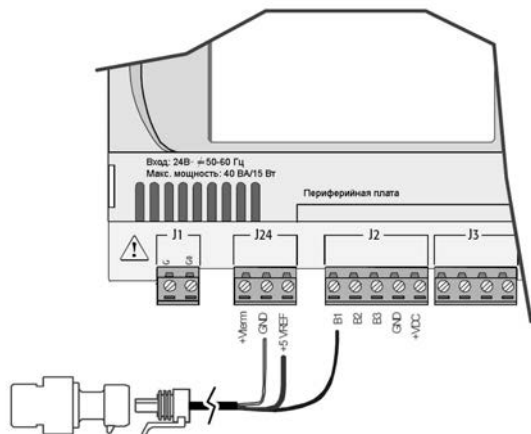 Вход: 24В~ ⌿50-60 Гц
Макс. мощность: 40 ВА/15 Вт
Периферийная плата
J1
J24
J2
J3
G
G0
+Vterm
GND
+5 VREF
B1
B2
B3
GND
+VDC